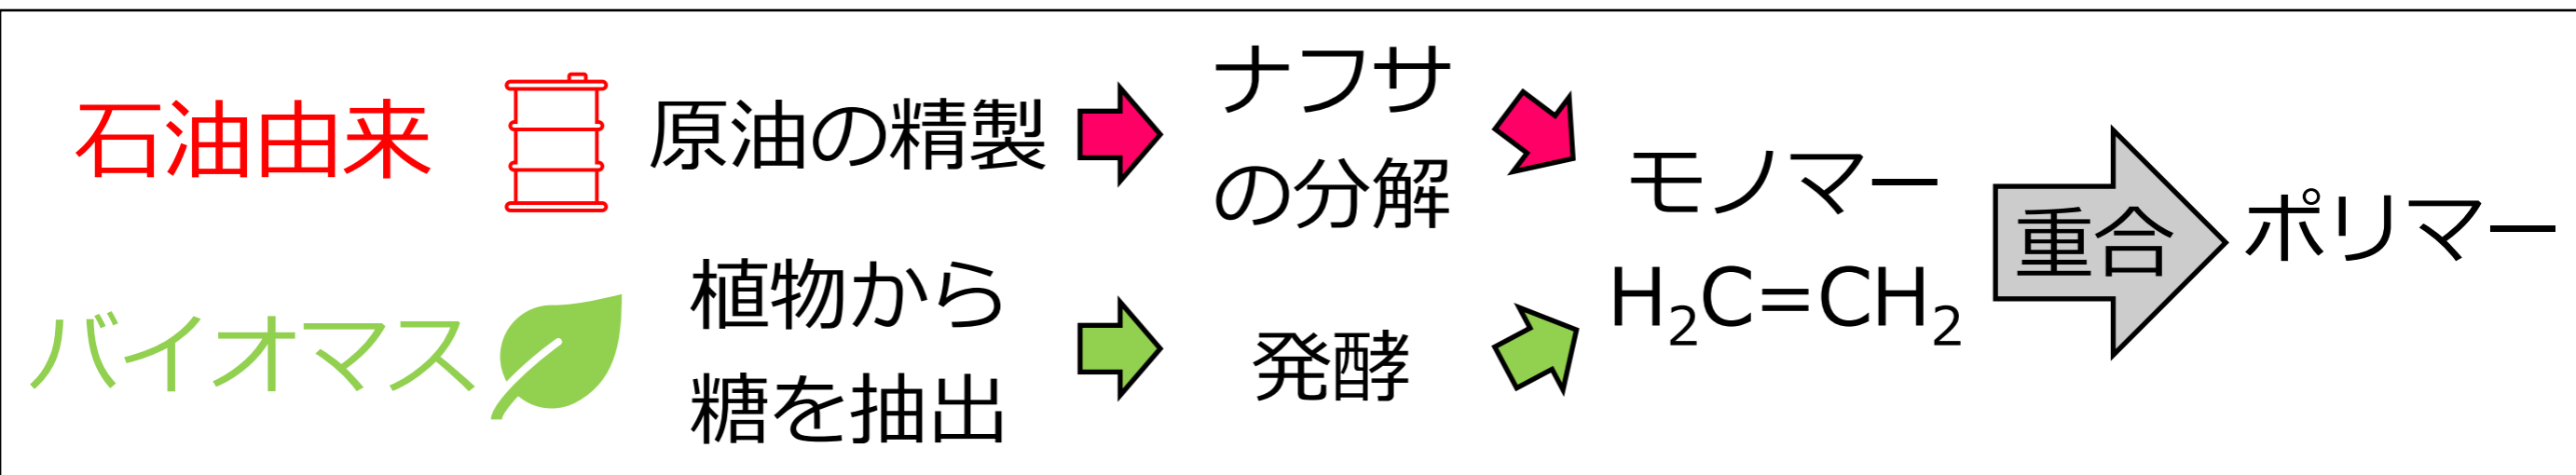 石油由来
原油の精製
ナフサ
の分解
バイオマス
植物から
糖を抽出
発酵
モノマー
H₂C=CH₂
重合
ポリマー